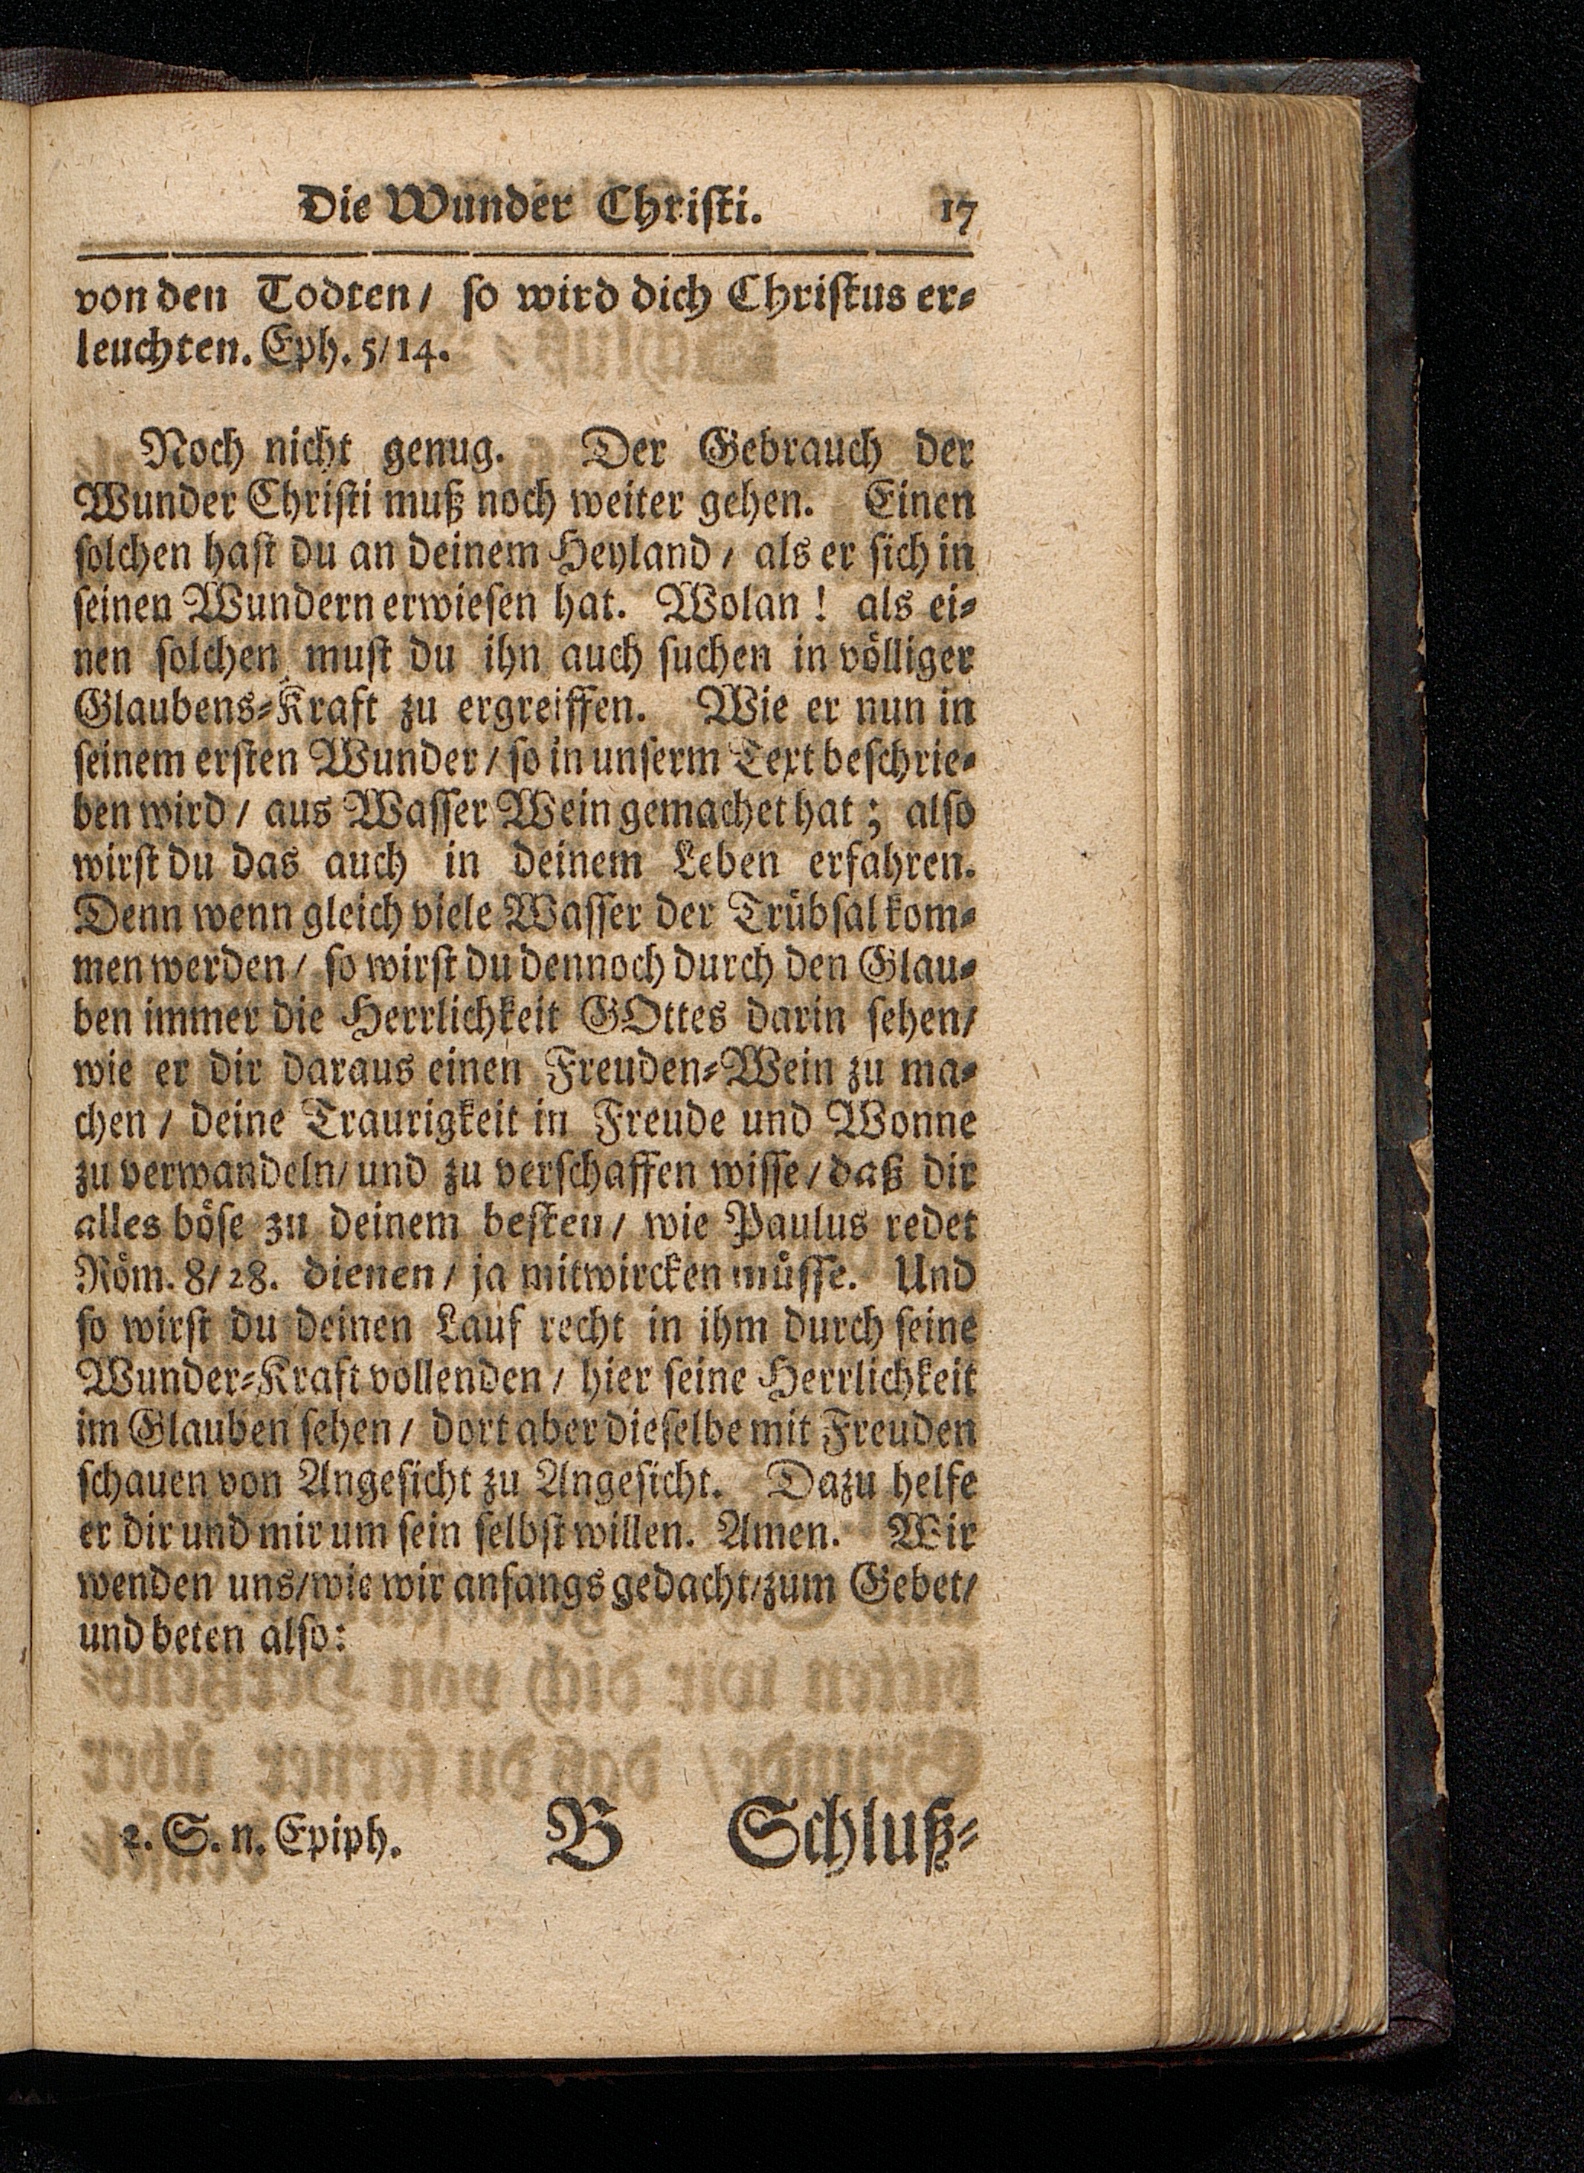 Die Wunder Chriſti. 17
von den Todten/ ſo wird dich Chriſtus er⸗
leuchten. Eph. 5/14.
Noch nicht genug. Der Gebrauch der
Wunder Chriſti muß noch weiter gehen. Einen
ſolchen haſt du an deinem Heyland/ als er ſich in
ſeinen Wundern erwieſen hat. Wolan! als ei⸗
nen ſolchen muſt du ihn auch ſuchen in voͤlliger
Glaubens⸗Kraft zu ergreiffen. Wie er nun in
ſeinem erſten Wunder/ ſo in unſerm Text beſchrie⸗
ben wird/ aus Waſſer Wein gemachet hat; alſo
wirſt du das auch in deinem Leben erfahren.
Denn wenn gleich viele Waſſer der Truͤbſal kom⸗
men werden/ ſo wirſt du dennoch durch den Glau⸗
ben immer die Herrlichkeit GOttes darin ſehen/
wie er dir daraus einen Freuden⸗Wein zu ma⸗
chen/ deine Traurigkeit in Freude und Wonne
zu verwandeln/ und zu verſchaffen wiſſe/ daß dir
alles boͤſe zu deinem beſten/ wie Paulus redet
Roͤm. 8/28. dienen/ ja mitwircken muͤſſe. Und
ſo wirſt du deinen Lauf recht in ihm durch ſeine
Wunder⸗Kraft vollenden/ hier ſeine Herrlichkeit
im Glauben ſehen/ dort aber dieſelbe mit Freuden
ſchauen von Angeſicht zu Angeſicht. Dazu helfe
er dir und mir um ſein ſelbſt willen. Amen. Wir
wenden uns/ wie wir anfangs gedacht/ zum Gebet/
und beten alſo:
2. S. n. Epiph. B Schluß⸗